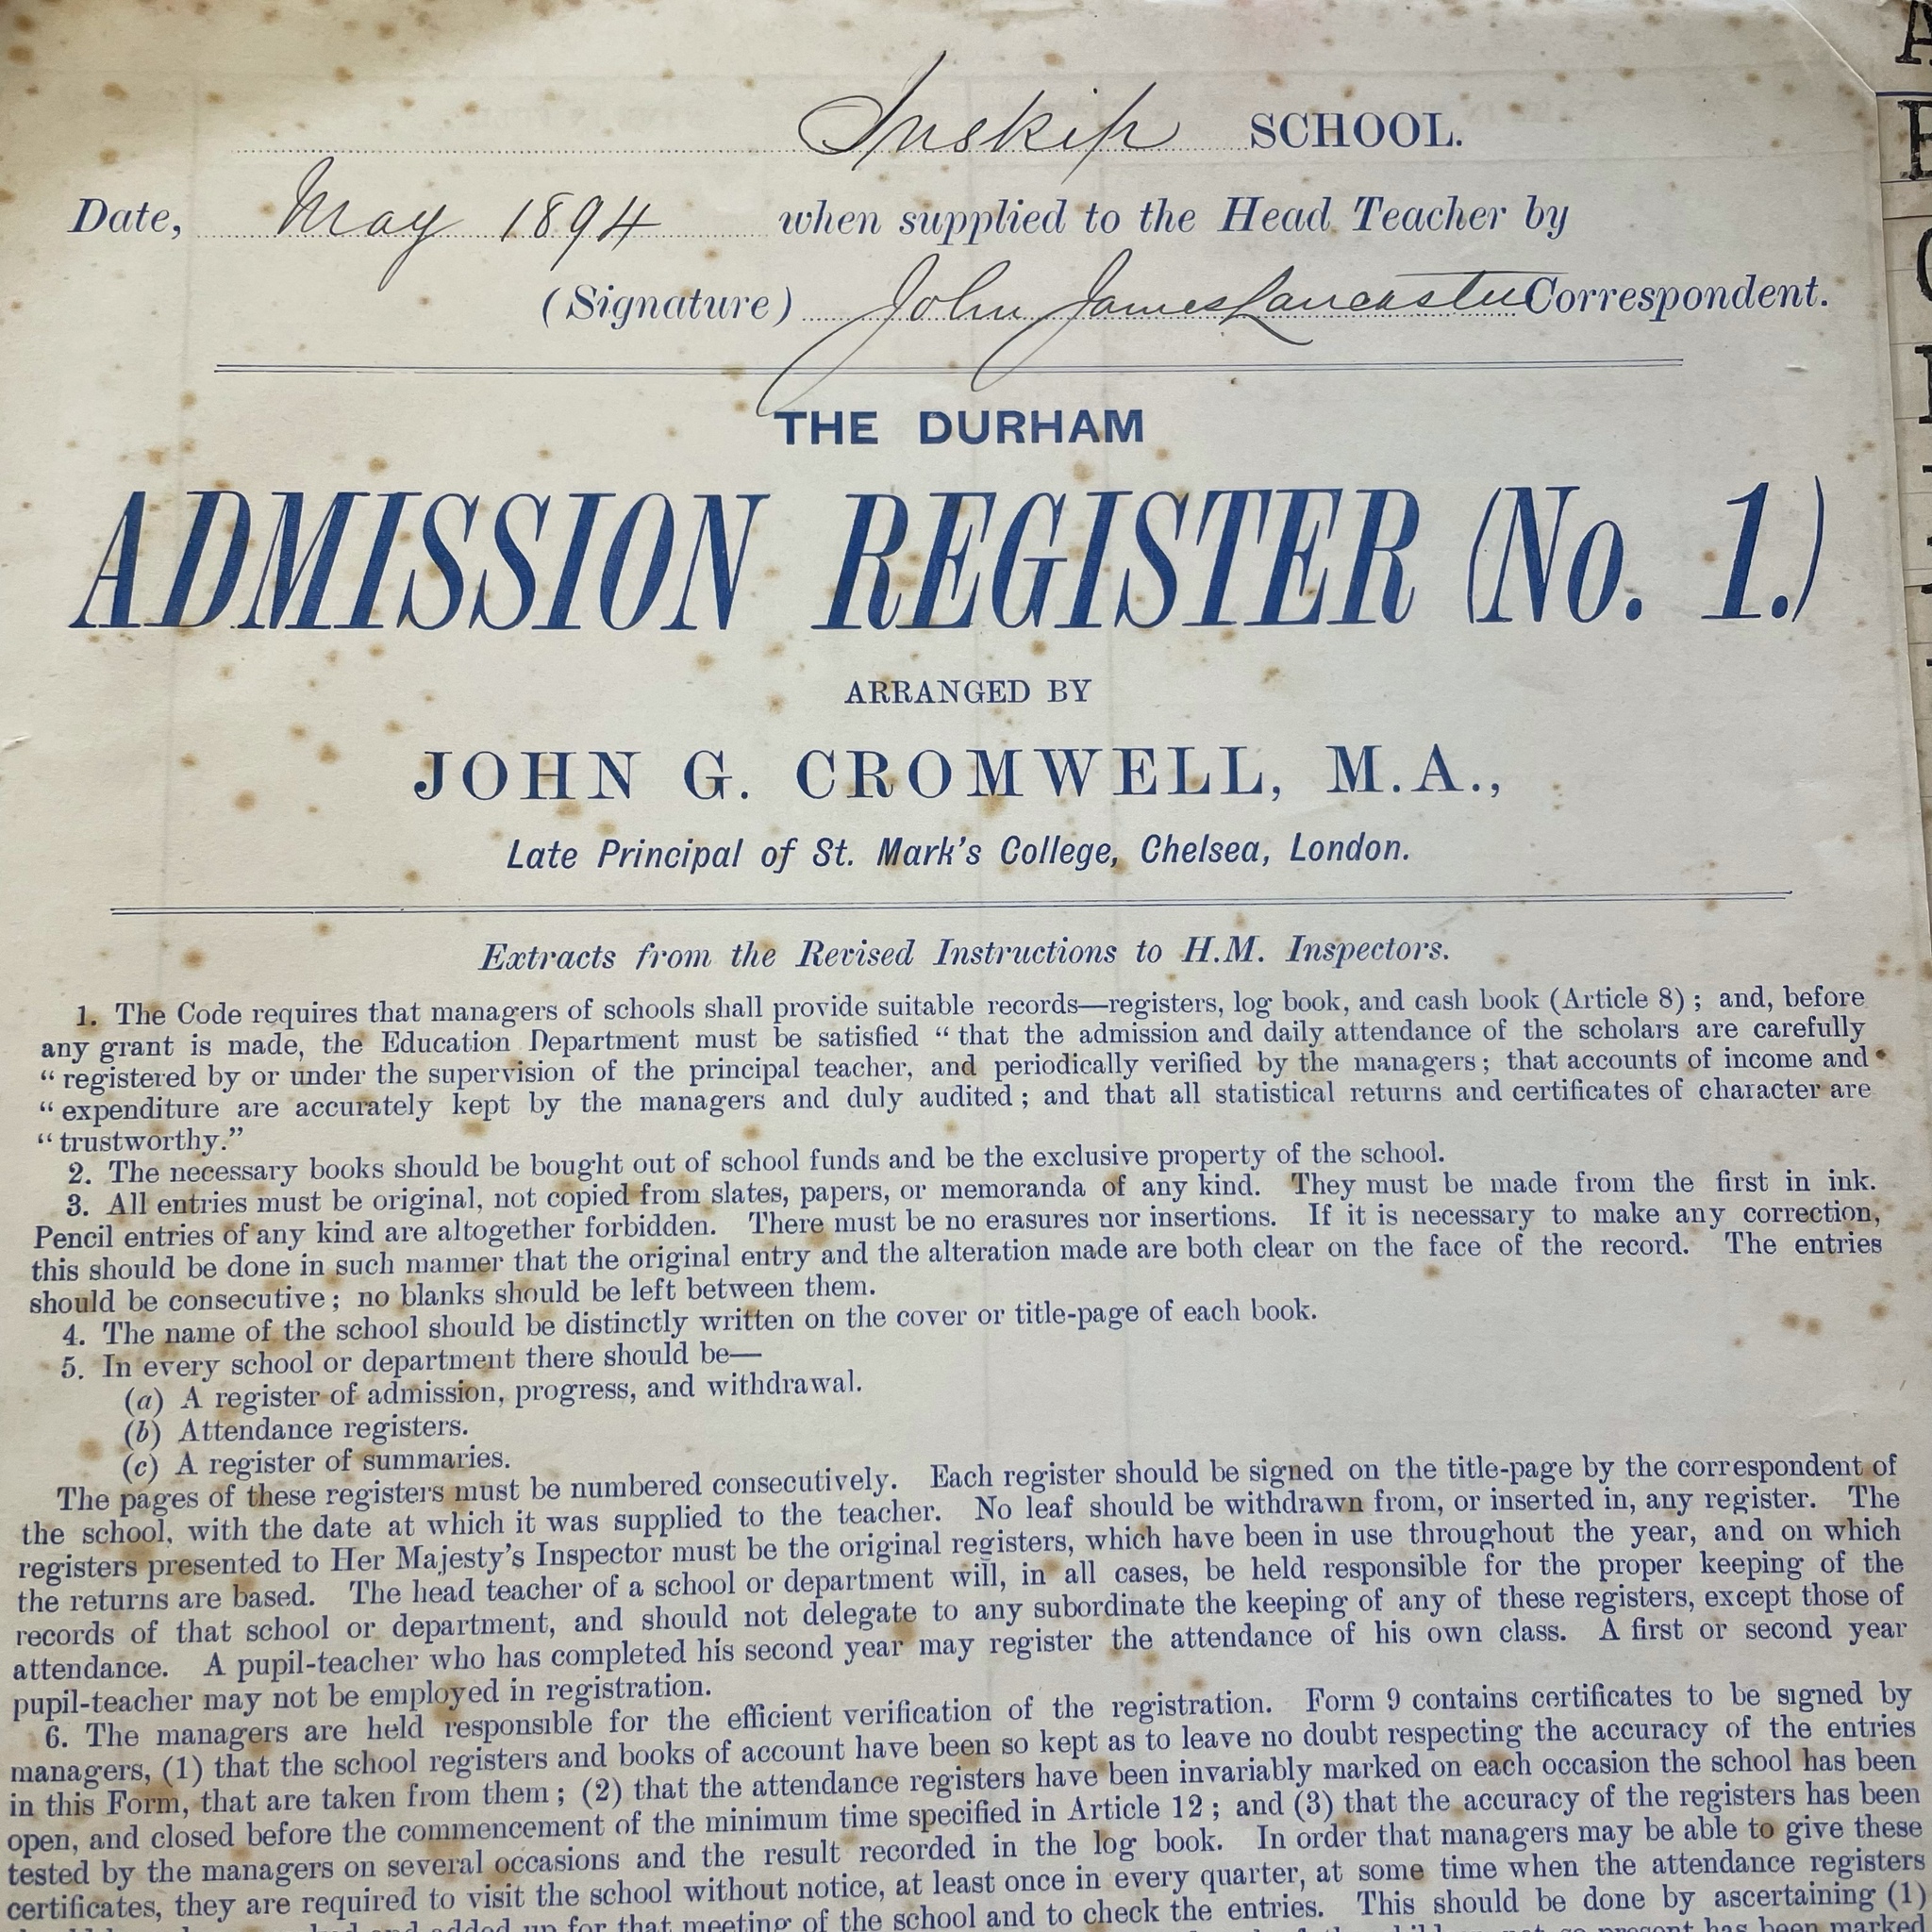 Inskip SCHOOL.
Date, May 1894 when supplied to the Head Teacher by
(Signature) John James Lancaster Correspondent.
THE DURHAM
ADMISSION REGISTER (No. 1.)
ARRANGED BY
JOHN G. CROMWELL, M.A.,
Late Principal of St. Mark's College, Chelsea, London.
Extracts from the Revised Instructions to H.M. Inspectors.
1. The Code requires that managers of schools shall provide suitable records—registers, log book, and cash book (Article 8) ; and, before
any grant is made, the Education Department must be satisfied “ that the admission and daily attendance of the scholars are carefully
“ registered by or under the supervision of the principal teacher, and periodically verified by the managers ; that accounts of income and
“ expenditure are accurately kept by the managers and duly audited ; and that all statistical returns and certificates of character are
“ trustworthy.”
2. The necessary books should be bought out of school funds and be the exclusive property of the school.
3. All entries must be original, not copied from slates, papers, or memoranda of any kind. They must be made from the first in ink.
Pencil entries of any kind are altogether forbidden. There must be no erasures nor insertions. If it is necessary to make any correction,
this should be done in such manner that the original entry and the alteration made are both clear on the face of the record. The entries
should be consecutive ; no blanks should be left between them.
4. The name of the school should be distinctly written on the cover or title-page of each book.
5. In every school or department there should be—
(a) A register of admission, progress, and withdrawal.
(b) Attendance registers.
(c) A register of summaries.
The pages of these registers must be numbered consecutively. Each register should be signed on the title-page by the correspondent of
the school, with the date at which it was supplied to the teacher. No leaf should be withdrawn from, or inserted in, any register. The
registers presented to Her Majesty's Inspector must be the original registers, which have been in use throughout the year, and on which
the returns are based. The head teacher of a school or department will, in all cases, be held responsible for the proper keeping of the
records of that school or department, and should not delegate to any subordinate the keeping of any of these registers, except those of
attendance. A pupil-teacher who has completed his second year may register the attendance of his own class. A first or second year
pupil-teacher may not be employed in registration.
6. The managers are held responsible for the efficient verification of the registration. Form 9 contains certificates to be signed by
managers, (1) that the school registers and books of account have been so kept as to leave no doubt respecting the accuracy of the entries
in this Form, that are taken from them ; (2) that the attendance registers have been invariably marked on each occasion the school has been
open, and closed before the commencement of the minimum time specified in Article 12 ; and (3) that the accuracy of the registers has been
tested by the managers on several occasions and the result recorded in the log book. In order that managers may be able to give these
certificates, they are required to visit the school without notice, at least once in every quarter, at some time when the attendance registers
added up for that meeting of the school and to check the entries. This should be done by ascertaining (1)